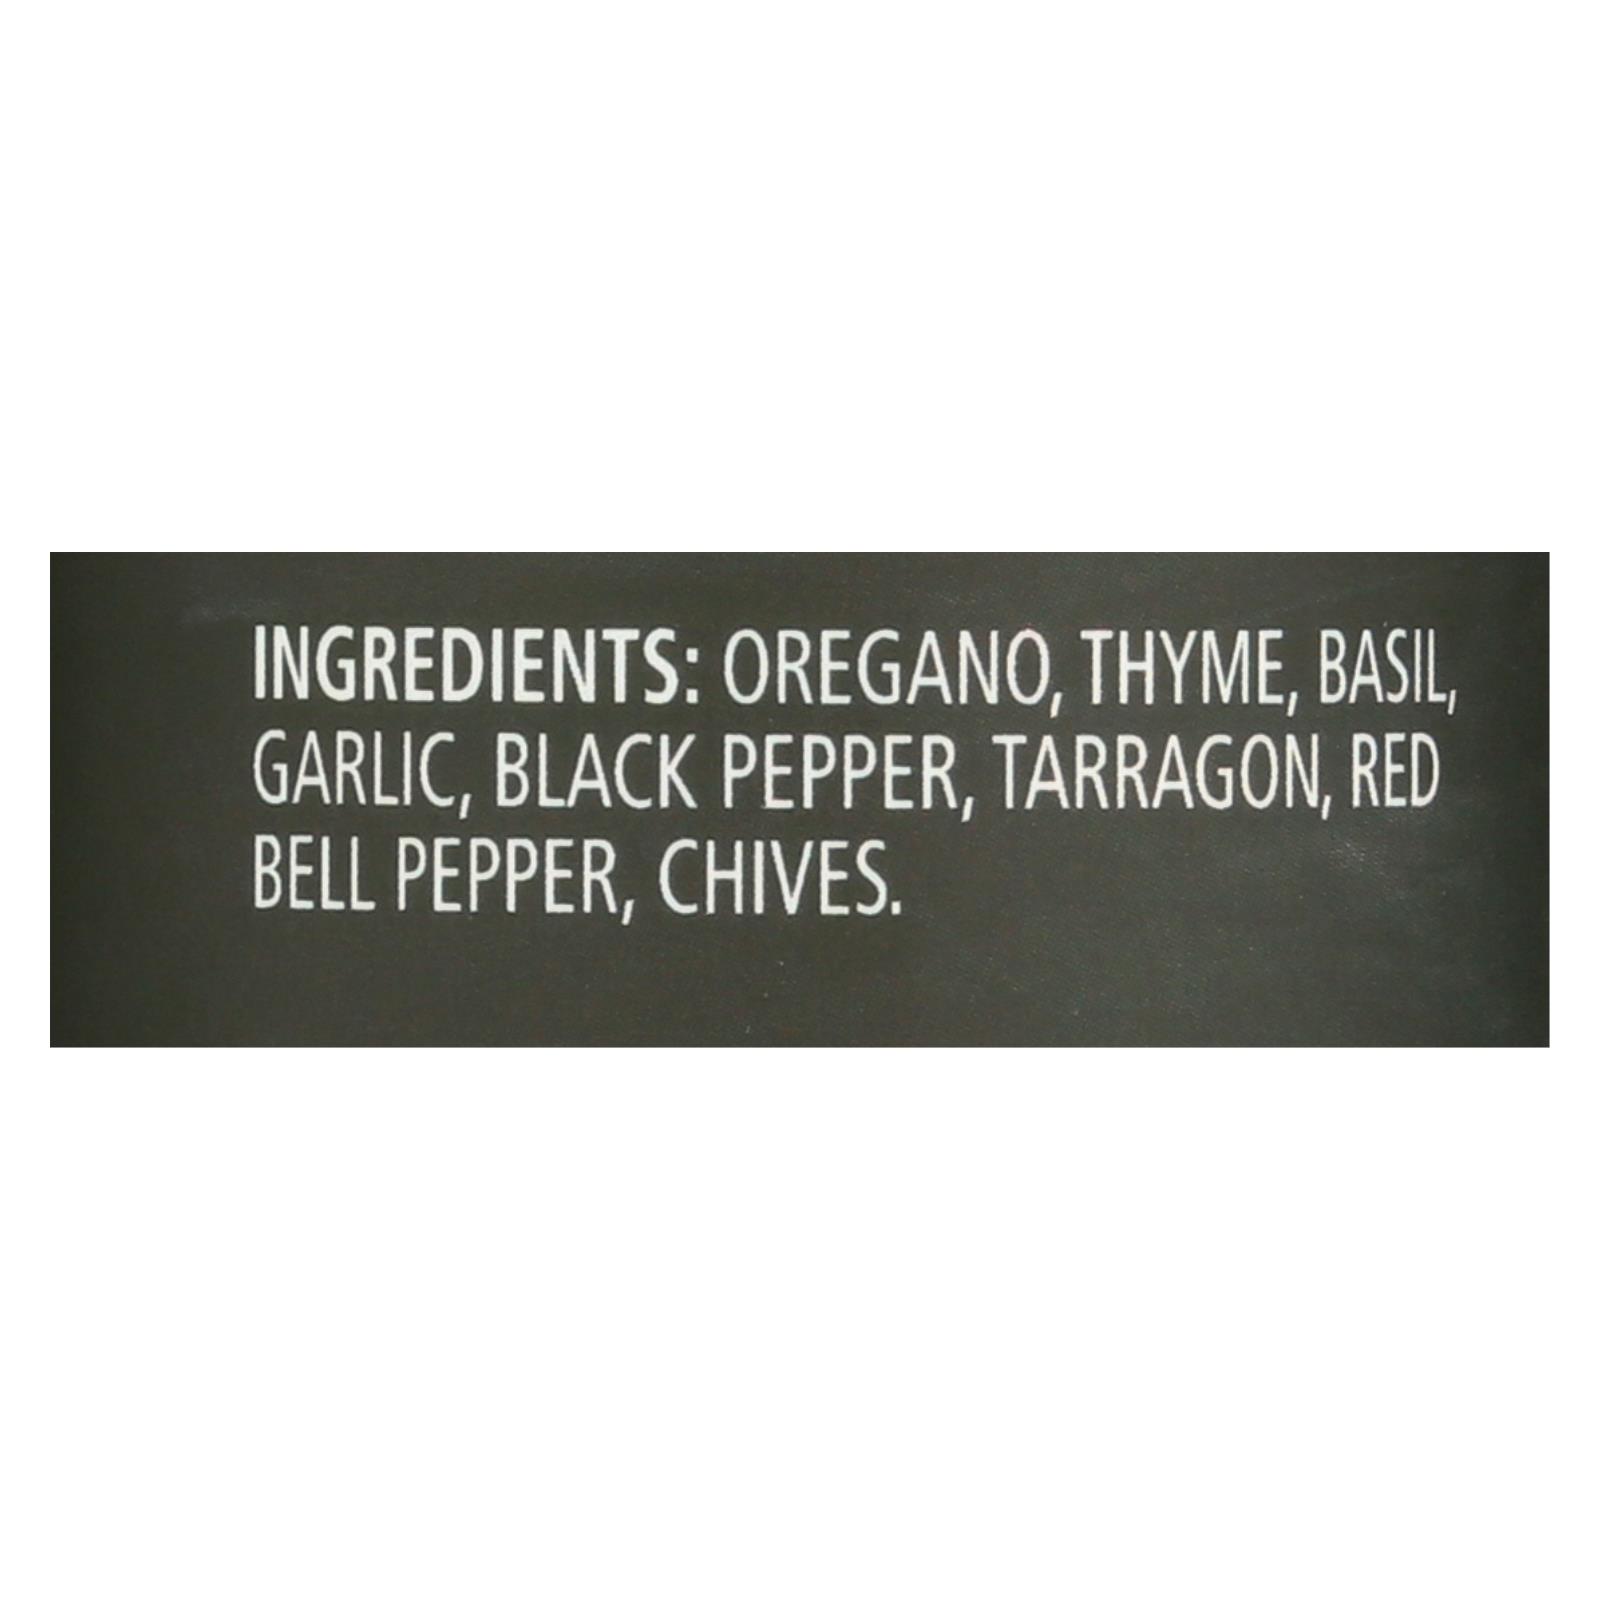 INGREDIENTS: OREGANO, THYME, BASIL,
GARLIC, BLACK PEPPER, TARRAGON, RED
BELL PEPPER, CHIVES.